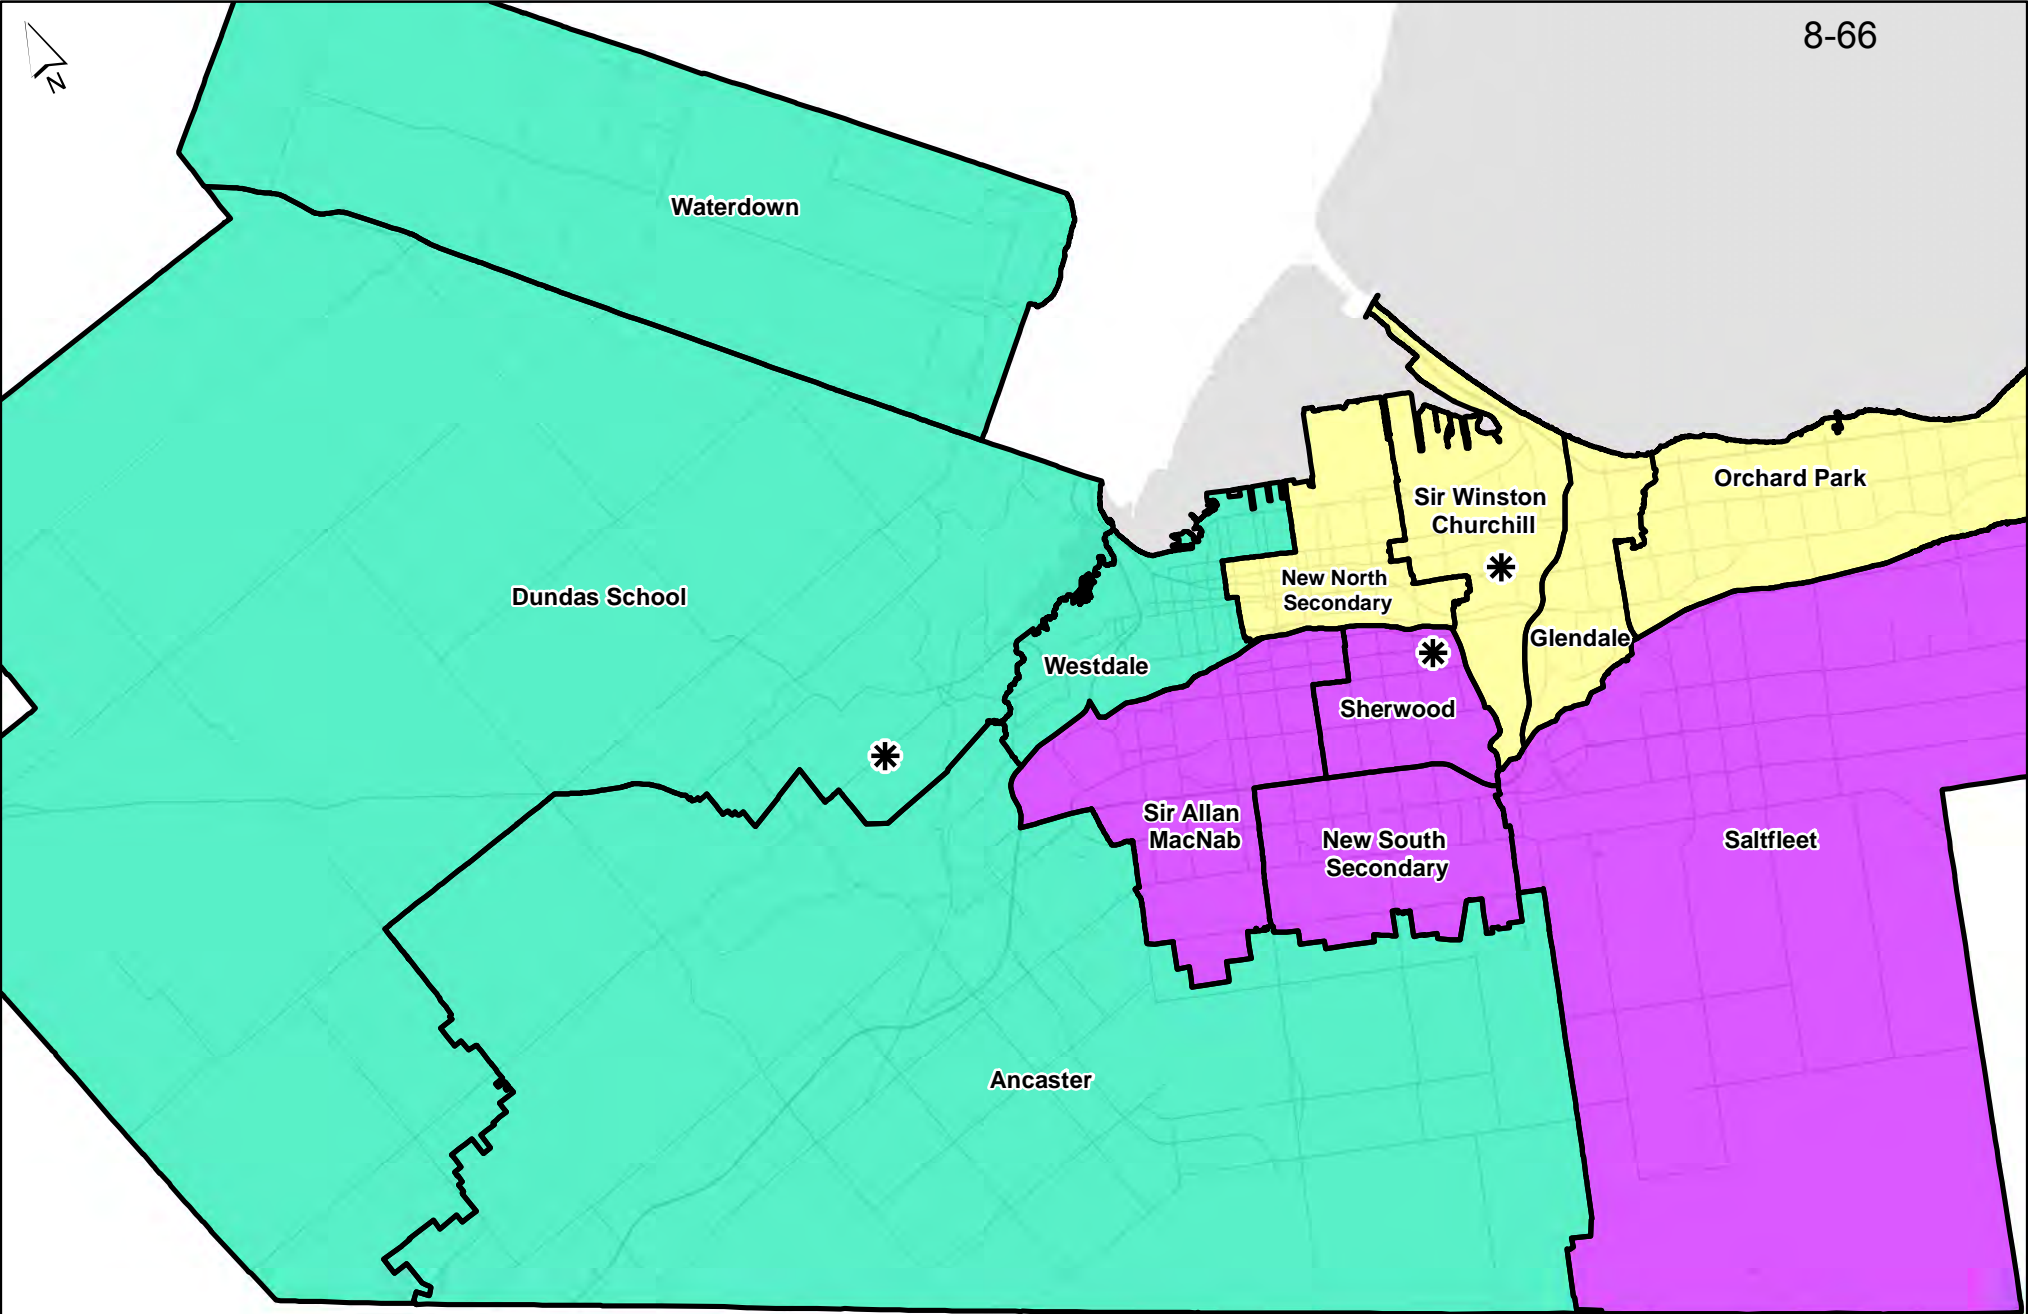 8-66
N
Waterdown
Orchard Park
Sir Winston
Churchill
New North
Secondary
Dundas School
Glendale
Westdale
Sherwood
Sir Allan
MacNab
New South
Secondary
Saltfleet
Ancaster